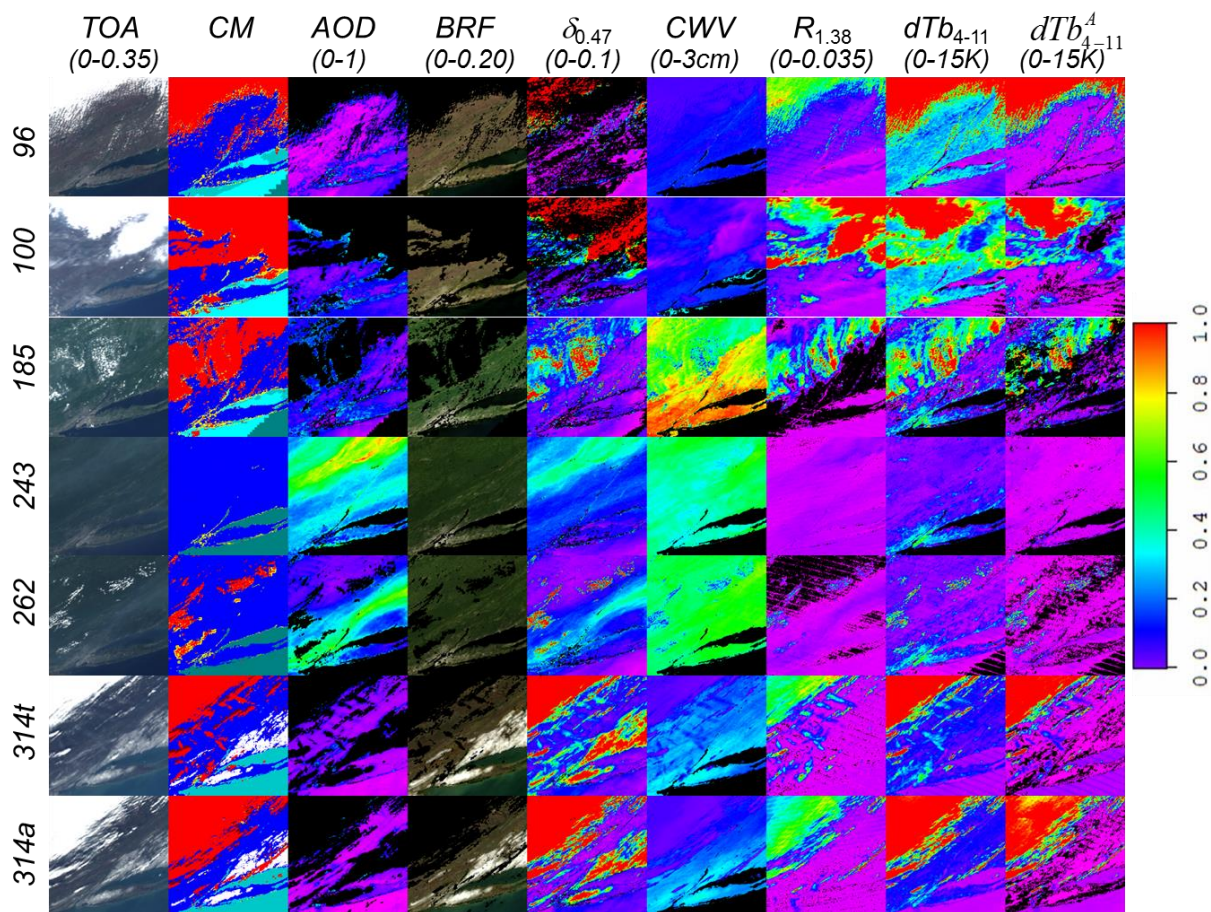 TOA CM AOD BRF δ0.47 CWV R1.38 dTb4-11 dTb^A 4-11
(0-0.35) (0-1) (0-0.20) (0-0.1) (0-3cm) (0-0.035) (0-15K) (0-15K)
96
100
185
243
262
314t
314a
0.0 0.2 0.4 0.6 0.8 1.0